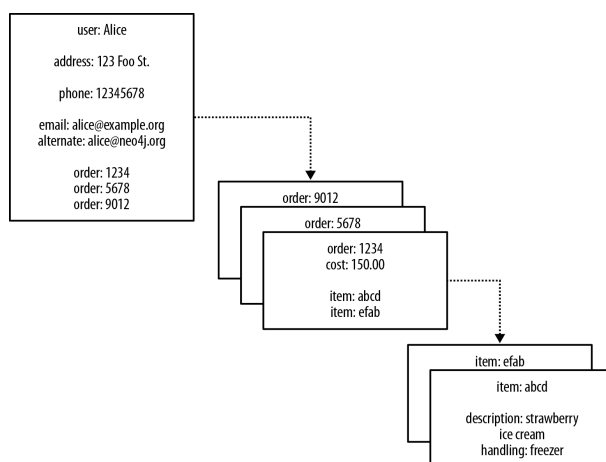 user: Alice
address: 123 Foo St.
phone: 12345678
email: alice@example.org
alternate: alice@neo4j.org
order: 1234
order: 5678
order: 9012
order: 9012
order: 5678
order: 1234
cost: 150.00
item: abcd
item: efab
item: efab
item: abcd
description: strawberry
ice cream
handling: freezer